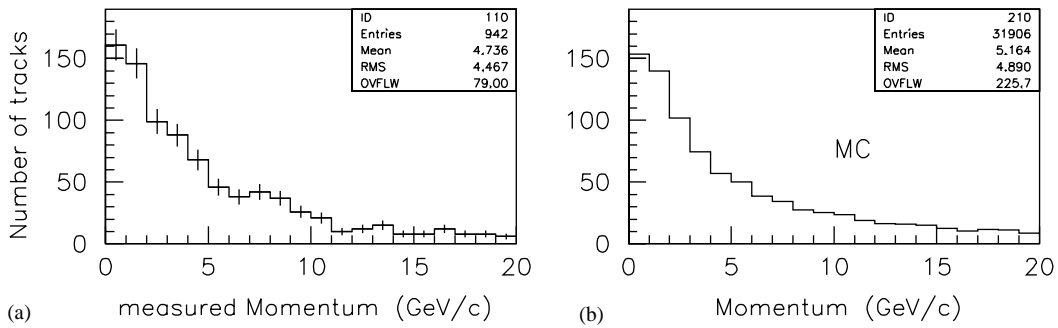 ID 110
Entries 942
Mean 4.736
RMS 4.467
OVFLW 79.00
Number of tracks
150
100
50
0
0 5 10 15 20
measured Momentum (GeV/c)
(a)
ID 210
Entries 31906
Mean 5.164
RMS 4.890
OVFLW 225.7
MC
150
100
50
0
0 5 10 15 20
Momentum (GeV/c)
(b)